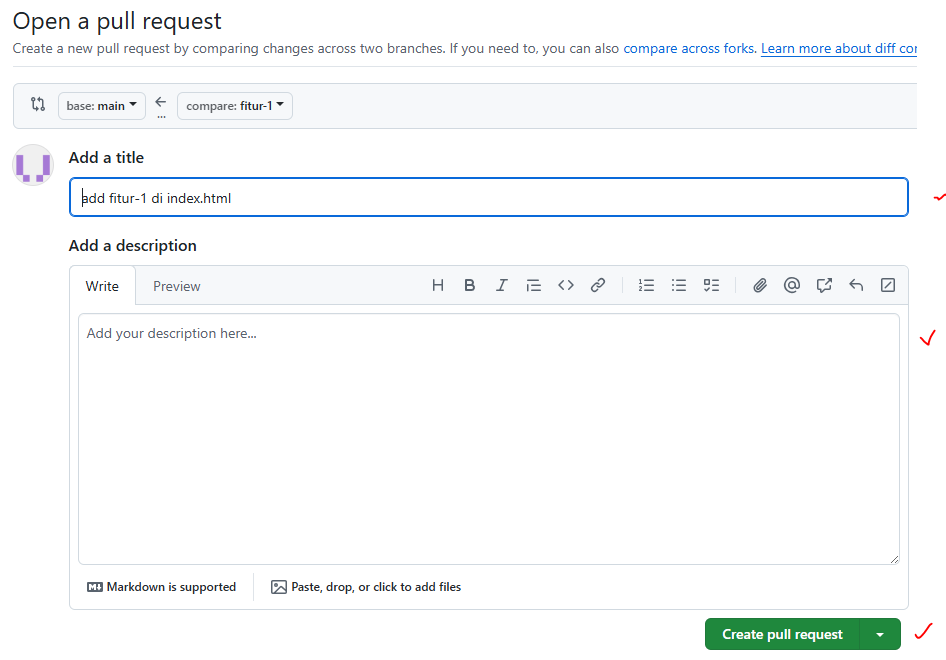 Open a pull request
Create a new pull request by comparing changes across two branches. If you need to, you can also compare across forks. Learn more about diff
base: main compare: fitur-1
...
Add a title
add fitur-1 di index.html
Add a description
Write Preview
Add your description here...
Markdown is supported Paste, drop, or click to add files
Create pull request